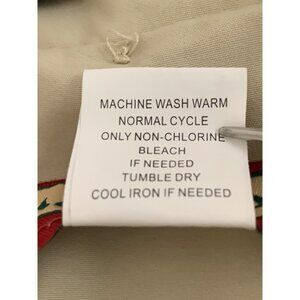 MACHINE WASH WARM
NORMAL CYCLE
ONLY NON-CHLORINE
BLEACH
IF NEEDED
TUMBLE DRY
COOL IRON IF NEEDED